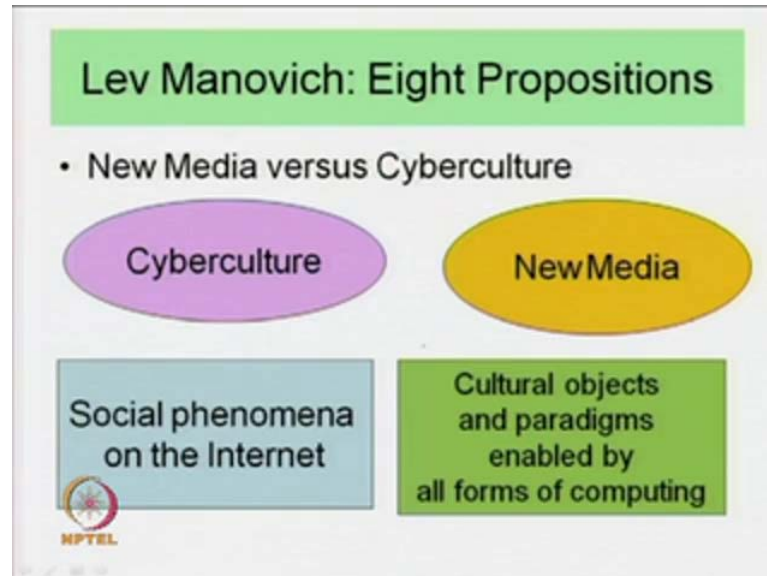 Lev Manovich: Eight Propositions
• New Media versus Cyberculture
Cyberculture
New Media
Social phenomena
on the Internet
Cultural objects
and paradigms
enabled by
all forms of computing
NPTEL